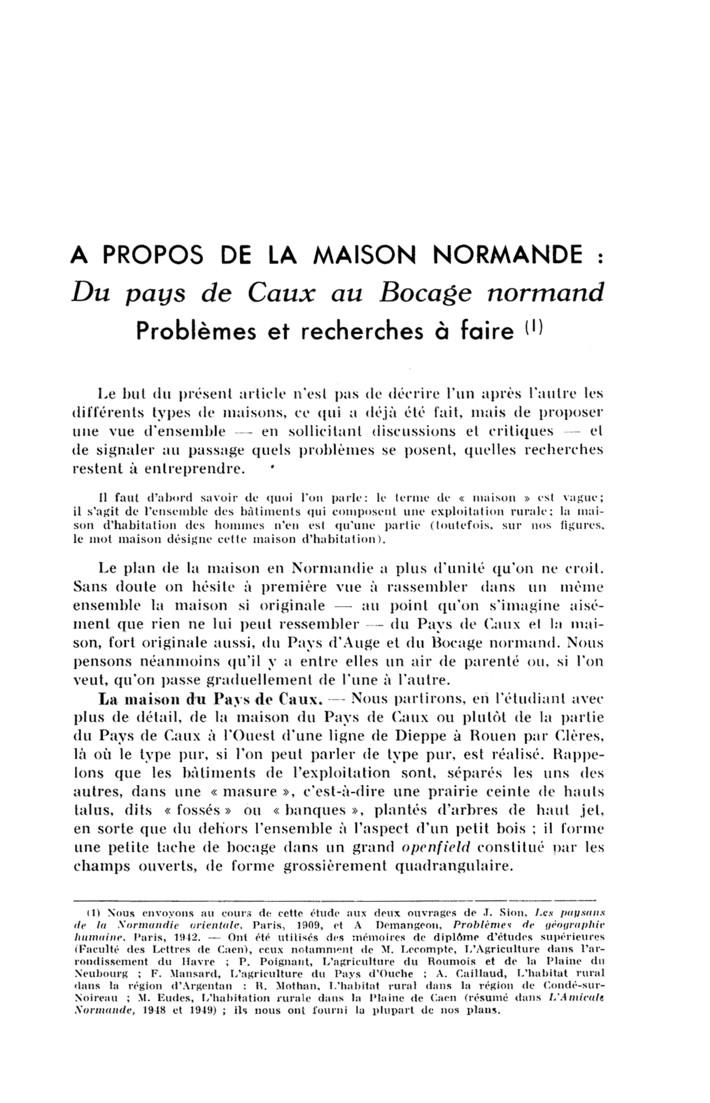 A PROPOS DE LA MAISON NORMANDE :
Du pays de Caux au Bocage normand
Problèmes et recherches à faire (1)
Le but du présent article n'est pas de décrire l'un après l'autre les
différents types de maisons, ce qui a déjà été fait, mais de proposer
une vue d'ensemble — en sollicitant discussions et critiques — et
de signaler au passage quels problèmes se posent, quelles recherches
restent à entreprendre.
Il faut d'abord savoir de quoi l'on parle: le terme de « maison » est vague;
il s'agit de l'ensemble des bâtiments qui composent une exploitation rurale; la mai-
son d'habitation des hommes n'en est qu'une partie (toutefois, sur nos figures,
le mot maison désigne cette maison d'habitation).
Le plan de la maison en Normandie a plus d'unité qu'on ne croit.
Sans doute on hésite à première vue à rassembler dans un même
ensemble la maison si originale — au point qu'on s'imagine aisé-
ment que rien ne lui peut ressembler — du Pays de Caux et la mai-
son, fort originale aussi, du Pays d'Auge et du Bocage normand. Nous
pensons néanmoins qu'il y a entre elles un air de parenté ou, si l'on
veut, qu'on passe graduellement de l'une à l'autre.
La maison du Pays de Caux. — Nous partirons, en l'étudiant avec
plus de détail, de la maison du Pays de Caux ou plutôt de la partie
du Pays de Caux à l'Ouest d'une ligne de Dieppe à Rouen par Clères,
là où le type pur, si l'on peut parler de type pur, est réalisé. Rappe-
lons que les bâtiments de l'exploitation sont, séparés les uns des
autres, dans une « masure », c'est-à-dire une prairie ceinte de hauts
talus, dits « fossés » ou « banques », plantés d'arbres de haut jet,
en sorte que du dehors l'ensemble à l'aspect d'un petit bois ; il forme
une petite tache de bocage dans un grand openfield constitué par les
champs ouverts, de forme grossièrement quadrangulaire.
(1) Nous envoyons au cours de cette étude aux deux ouvrages de J. Sion, Les paysans
de la Normandie orientale, Paris, 1909, et A Demangeon, Problèmes de géographie
humaine, Paris, 1942. — Ont été utilisés des mémoires de diplôme d'études supérieures
(Faculté des Lettres de Caen), ceux notamment de M. Lecompte, L'Agriculture dans l'ar-
rondissement du Havre ; P. Poignant, L'agriculture du Roumois et de la Plaine du
Neubourg ; F. Mansard, L'agriculture du Pays d'Ouche ; A. Caillaud, L'habitat rural
dans la région d'Argentan : R. Mothan, L'habitat rural dans la région de Condé-sur-
Noireau ; M. Eudes, L'habitation rurale dans la Plaine de Caen (résumé dans L'Amicale
Normande, 1948 et 1949) ; ils nous ont fourni la plupart de nos plans.